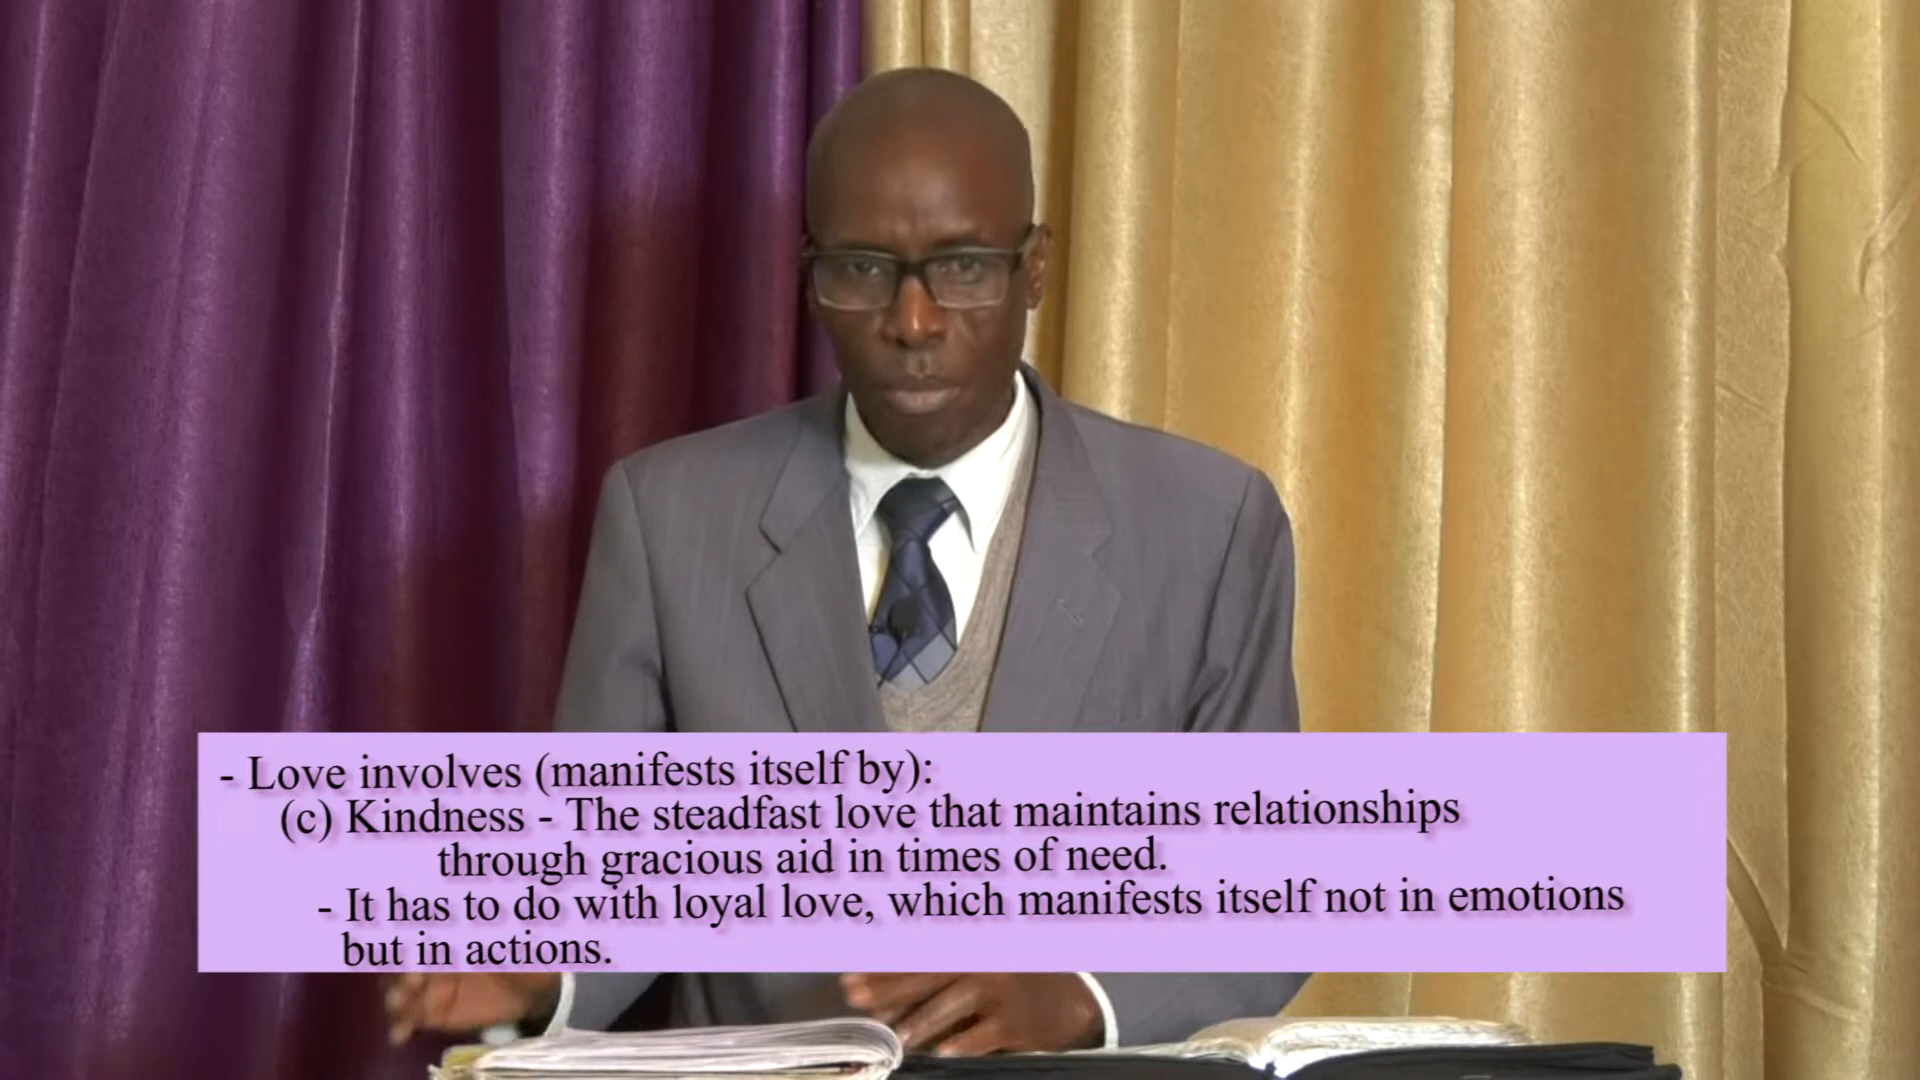 - Love involves (manifests itself by):
(c) Kindness - The steadfast love that maintains relationships
through gracious aid in times of need.
- It has to do with loyal love, which manifests itself not in emotions
but in actions.